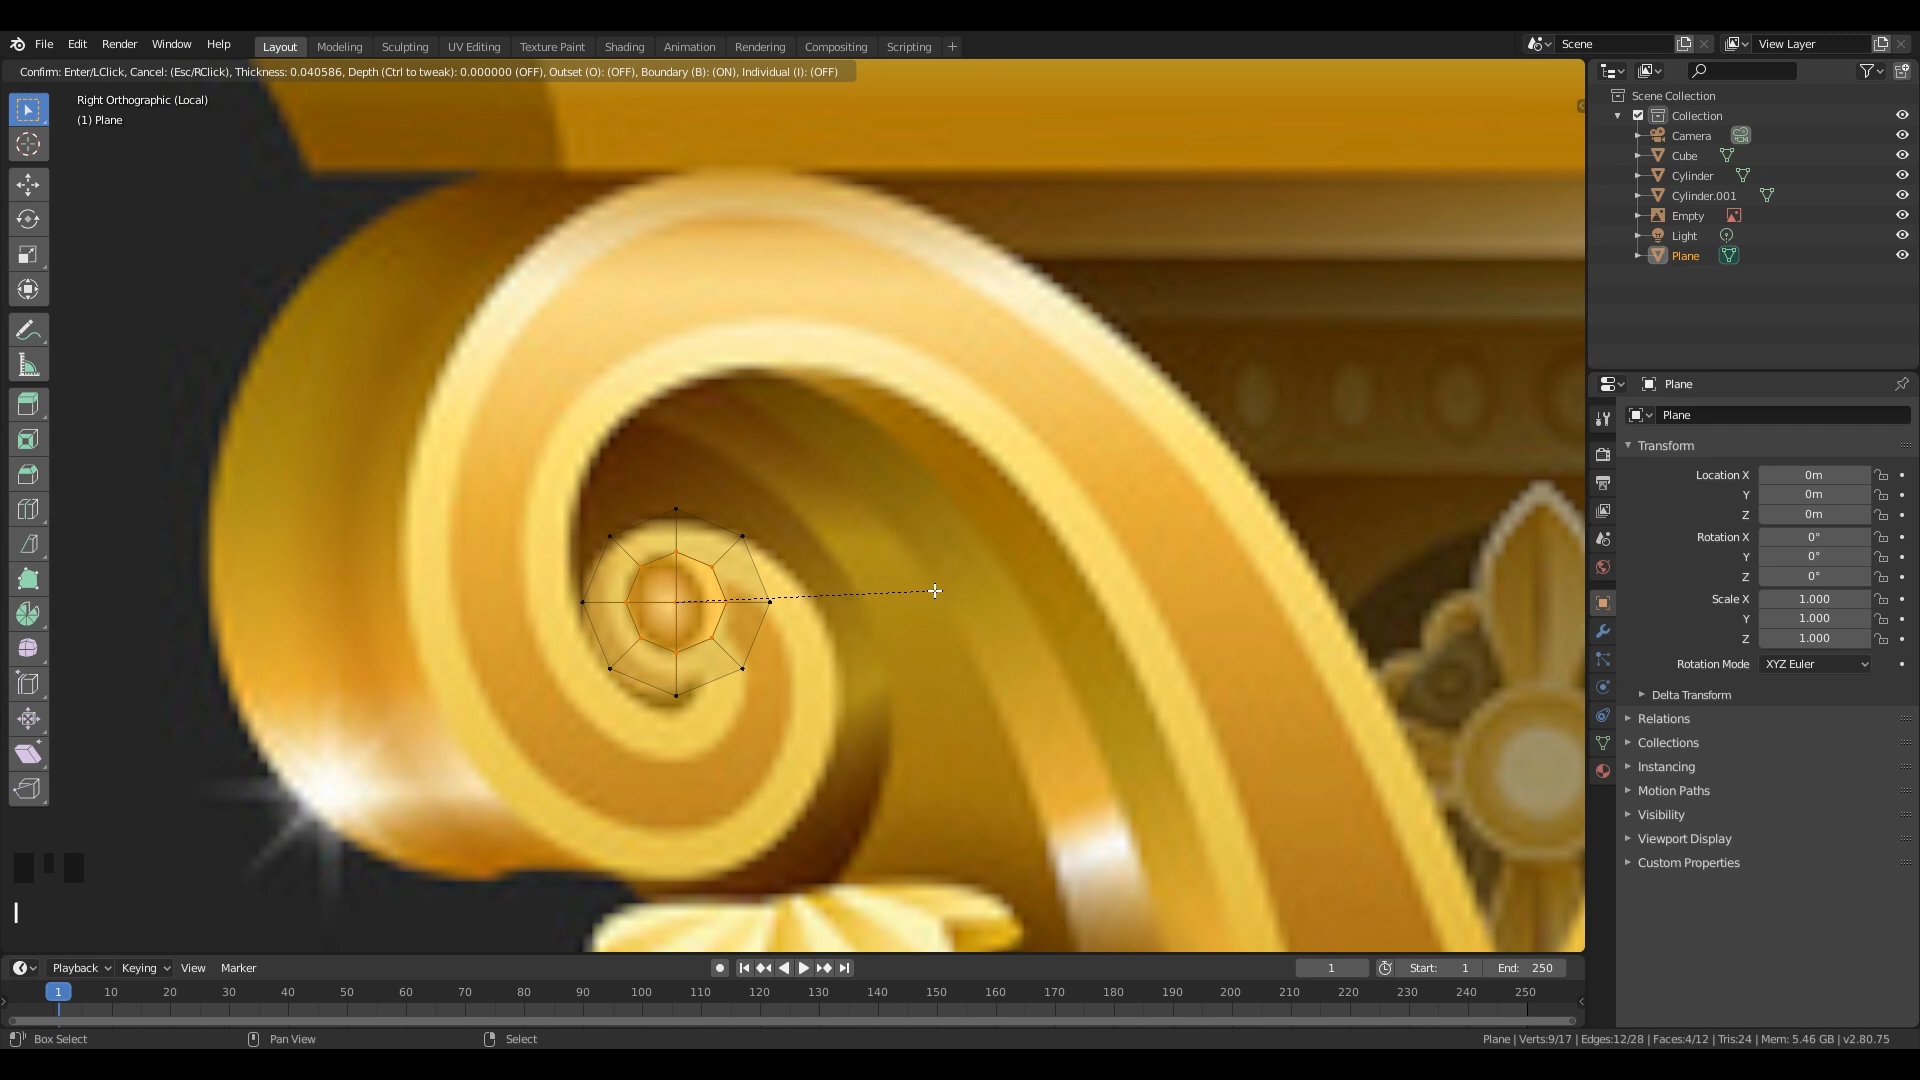 File Edit Render Window Help Layout Modeling Sculpting UV Editing Texture Paint Shading Animation Rendering Compositing Scripting + Scene View Layer
Confirm: Enter/LClick, Cancel: (Esc/RClick), Thickness: 0.040586, Depth (Ctrl to tweak): 0.000000 (OFF), Outset (O): (OFF), Boundary (B): (ON), Individual (I): (OFF)
Right Orthographic (Local)
(1) Plane
Scene Collection
Collection
Camera
Cube
Cylinder
Cylinder.001
Empty
Light
Plane
Plane
Plane
Transform
Location X 0m
Y 0m
Z 0m
Rotation X 0°
Y 0°
Z 0°
Scale X 1.000
Y 1.000
Z 1.000
Rotation Mode XYZ Euler
Delta Transform
Relations
Collections
Instancing
Motion Paths
Visibility
Viewport Display
Custom Properties
I
Playback Keying View Marker 1 Start: 1 End: 250
1 10 20 30 40 50 60 70 80 90 100 110 120 130 140 150 160 170 180 190 200 210 220 230 240 250
Box Select Pan View Select Plane | Verts:9/17 | Edges:12/28 | Faces:4/12 | Tris:24 | Mem: 5.46 GB | v2.80.75